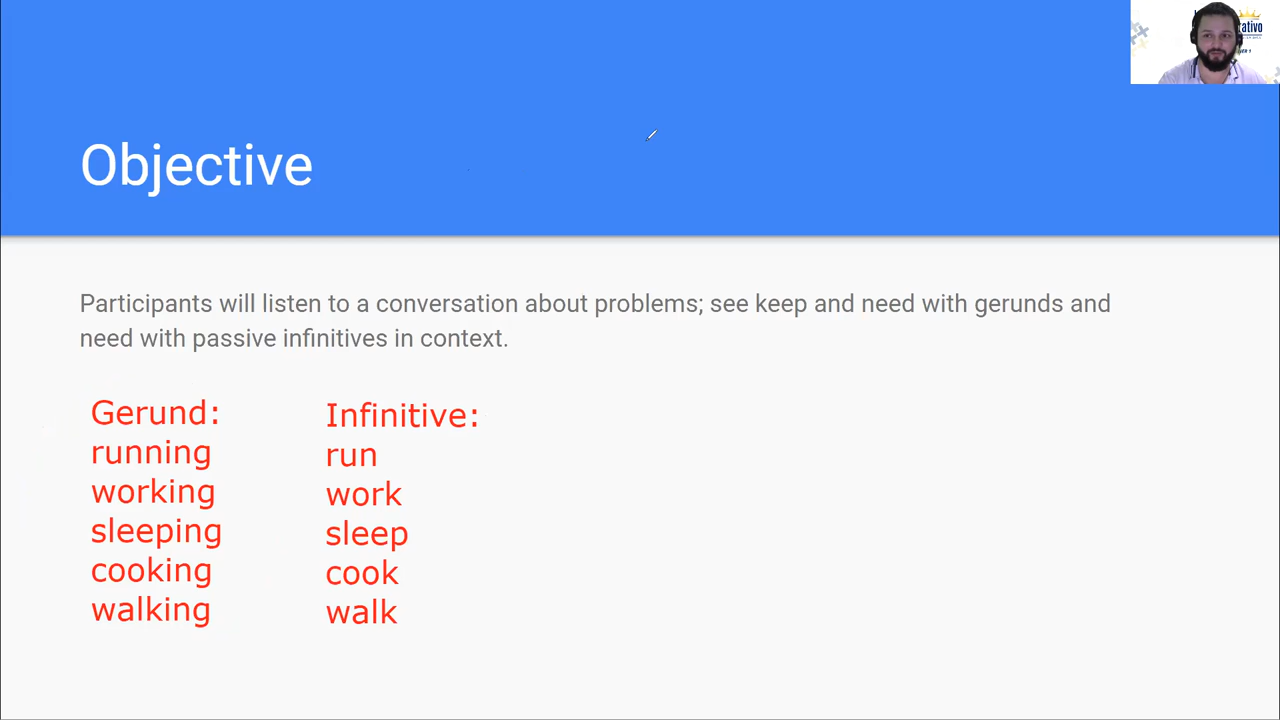 Objective
Participants will listen to a conversation about problems; see keep and need with gerunds and
need with passive infinitives in context.
Gerund:
running
working
sleeping
cooking
walking
Infinitive:
run
work
sleep
cook
walk